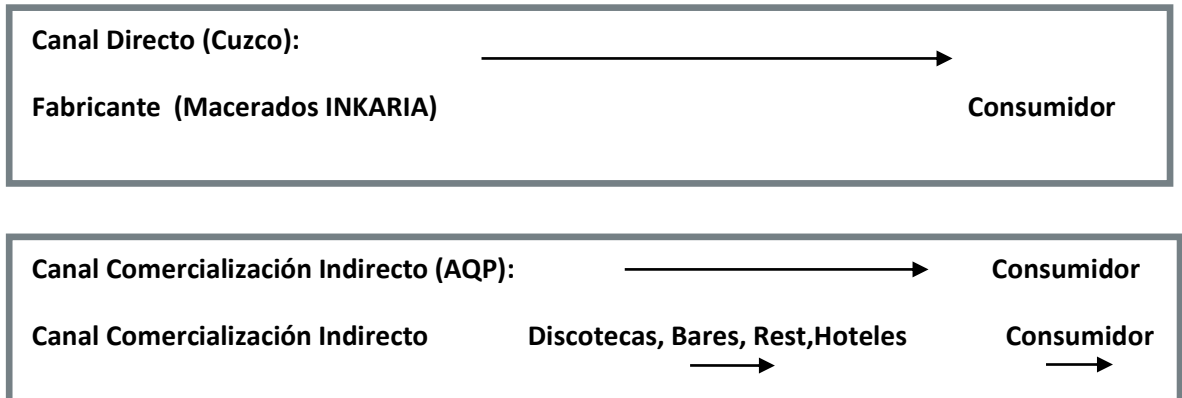 Canal Directo (Cuzco):
Fabricante (Macerados INKARIA) Consumidor
Canal Comercialización Indirecto (AQP): Consumidor
Canal Comercialización Indirecto Discotecas, Bares, Rest,Hoteles Consumidor